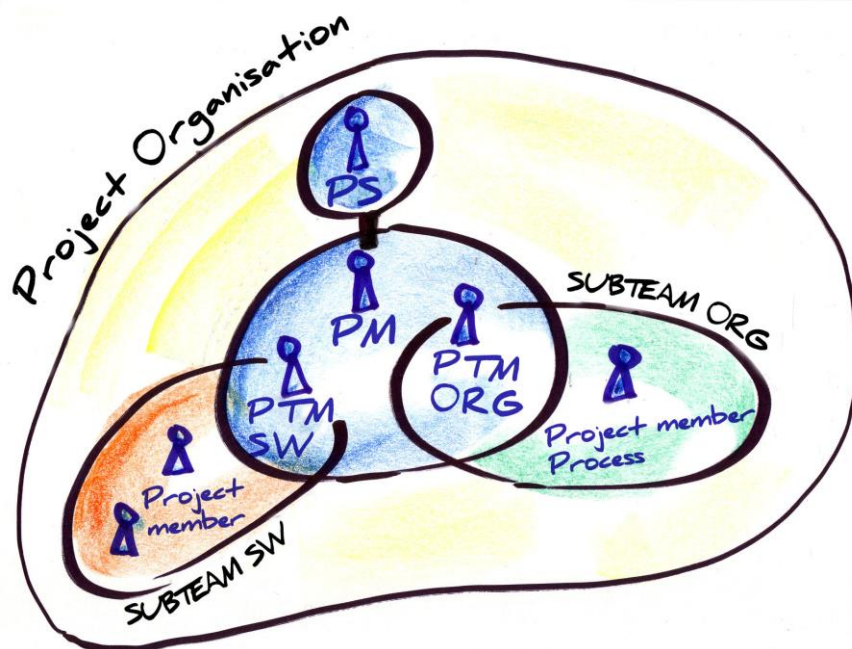 Project Organisation
PS
PM
PTM
SW
PTM
ORG
SUBTEAM ORG
Project member
Process
Project
member
SUBTEAM SW